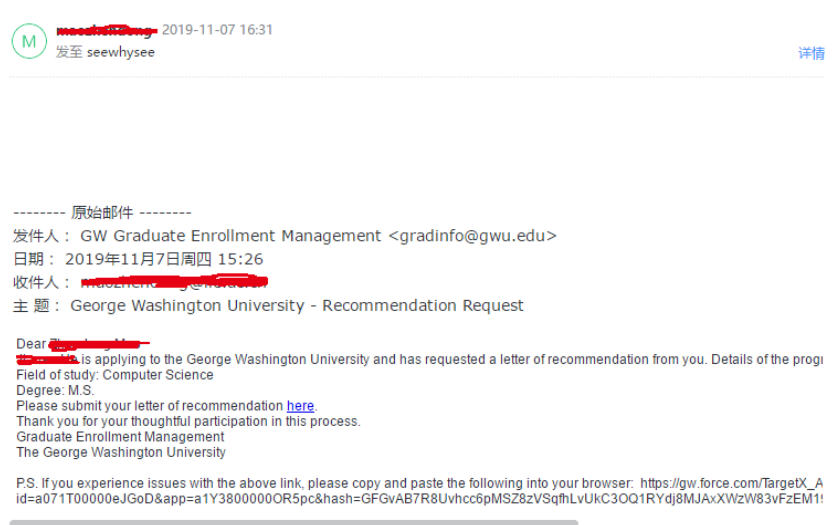 M
2019-11-07 16:31
发至 seewhysee
详情
-------- 原始邮件 --------
发件人： GW Graduate Enrollment Management <gradinfo@gwu.edu>
日期： 2019年11月7日周四 15:26
收件人：
主 题： George Washington University - Recommendation Request
Dear
is applying to the George Washington University and has requested a letter of recommendation from you. Details of the progr
Field of study: Computer Science
Degree: M.S.
Please submit your letter of recommendation here.
Thank you for your thoughtful participation in this process.
Graduate Enrollment Management
The George Washington University
P.S. If you experience issues with the above link, please copy and paste the following into your browser: https://gw.force.com/TargetX_A
id=a071T00000eJGoD&app=a1Y3800000OR5pc&hash=GFGvAB7R8Uvhcc6pMSZ8zVSqfhLvUkC3OQ1RYdj8MJAxXWzW83vFzEM19